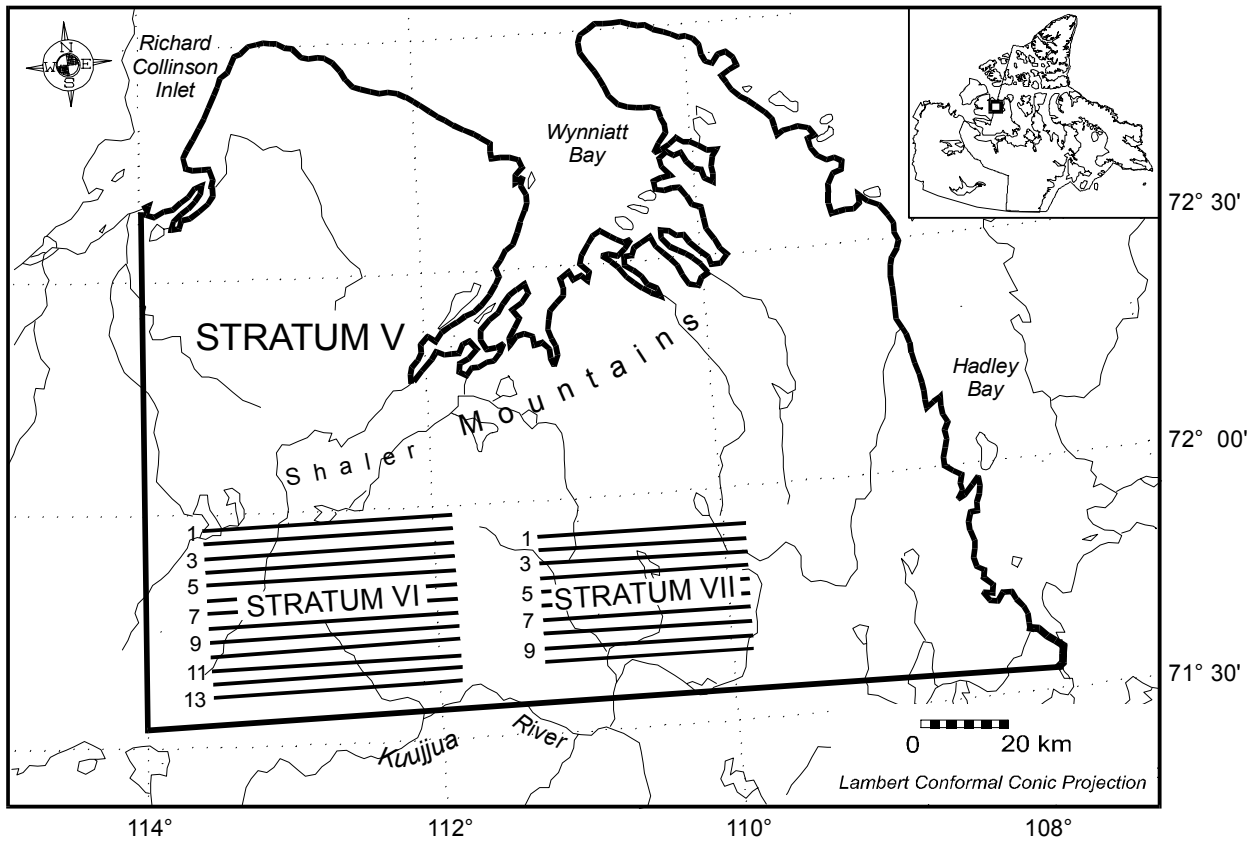 Richard
Collinson
Inlet
N
W E
S
Wynniatt
Bay
72° 30'
STRATUM V
Hadley
Bay
Shaler Mountains
72° 00'
1
3
5
7
9
11
13
STRATUM VI
1
3
5
7
9
STRATUM VII
71° 30'
Kuujjua River
0 20 km
Lambert Conformal Conic Projection
114° 112° 110° 108°